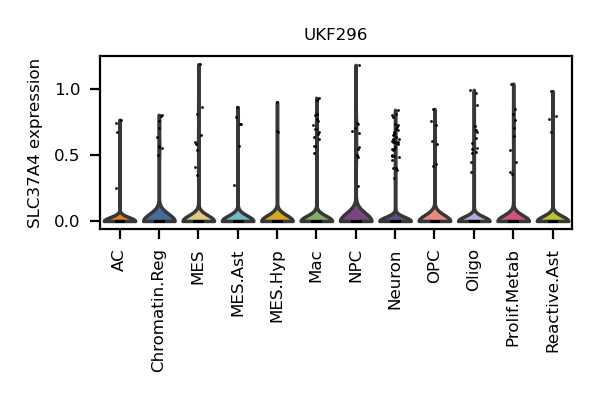 UKF296
SLC37A4 expression
1.0
0.5
0.0
AC
Chromatin.Reg
MES
MES.Ast
MES.Hyp
Mac
NPC
Neuron
OPC
Oligo
Prolif.Metab
Reactive.Ast